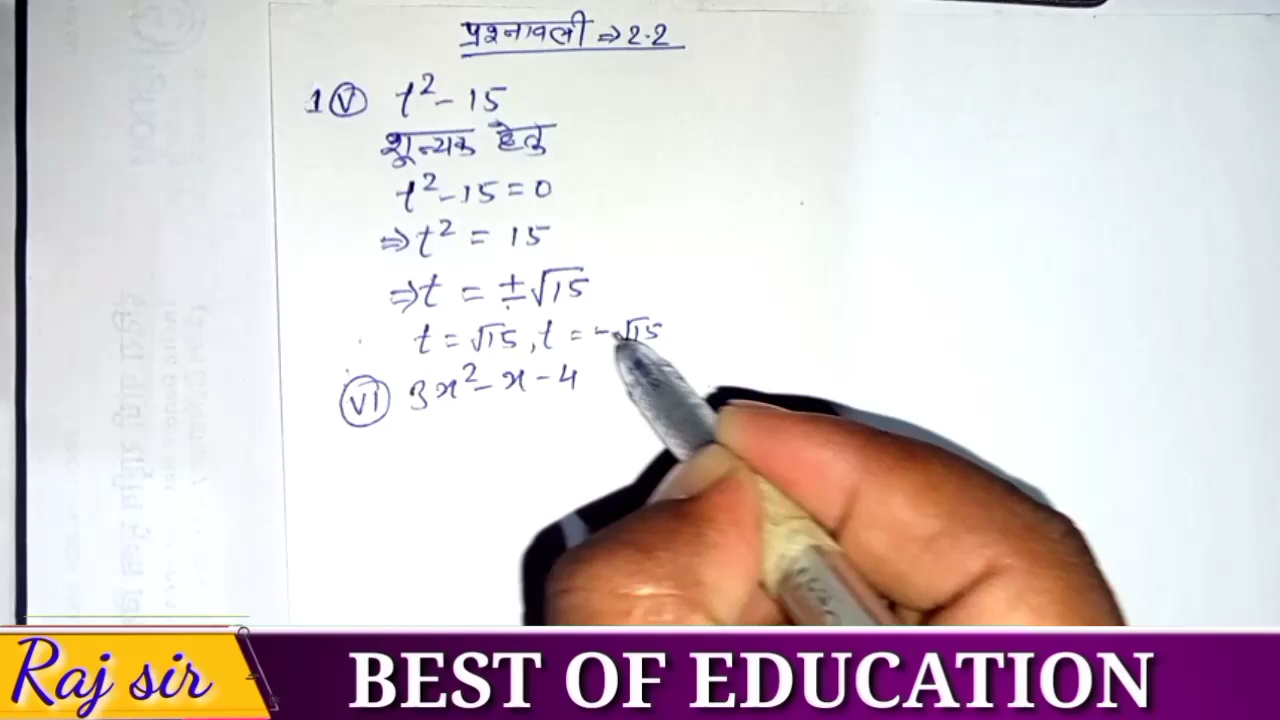 प्रश्नावली ⇒ 2.2
1 (V) t² - 15
शून्यक हेतु
t² - 15 = 0
⇒ t² = 15
⇒ t = ±√15
t = √15, t = -√15
(VI) 3x² - x - 4
Raj sir
BEST OF EDUCATION